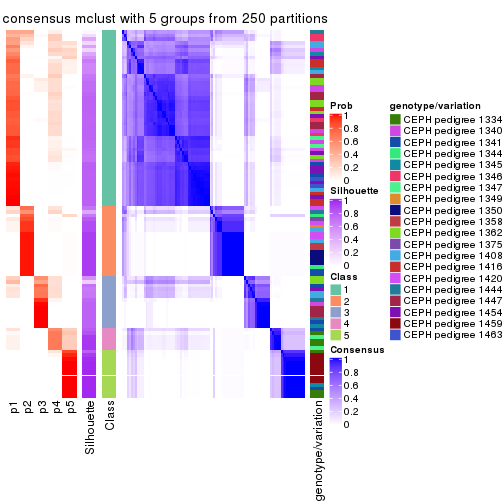 consensus mclust with 5 groups from 250 partitions
Prob
1
0.8
0.6
0.4
0.2
0
Silhouette
1
0.8
0.6
0.4
0.2
0
Class
1
2
3
4
5
Consensus
1
0.8
0.6
0.4
0.2
0
genotype/variation
CEPH pedigree 1334
CEPH pedigree 1340
CEPH pedigree 1341
CEPH pedigree 1344
CEPH pedigree 1345
CEPH pedigree 1346
CEPH pedigree 1347
CEPH pedigree 1349
CEPH pedigree 1350
CEPH pedigree 1358
CEPH pedigree 1362
CEPH pedigree 1375
CEPH pedigree 1408
CEPH pedigree 1416
CEPH pedigree 1420
CEPH pedigree 1444
CEPH pedigree 1447
CEPH pedigree 1454
CEPH pedigree 1459
CEPH pedigree 1463
p1
p2
p3
p4
p5
Silhouette
Class
genotype/variation